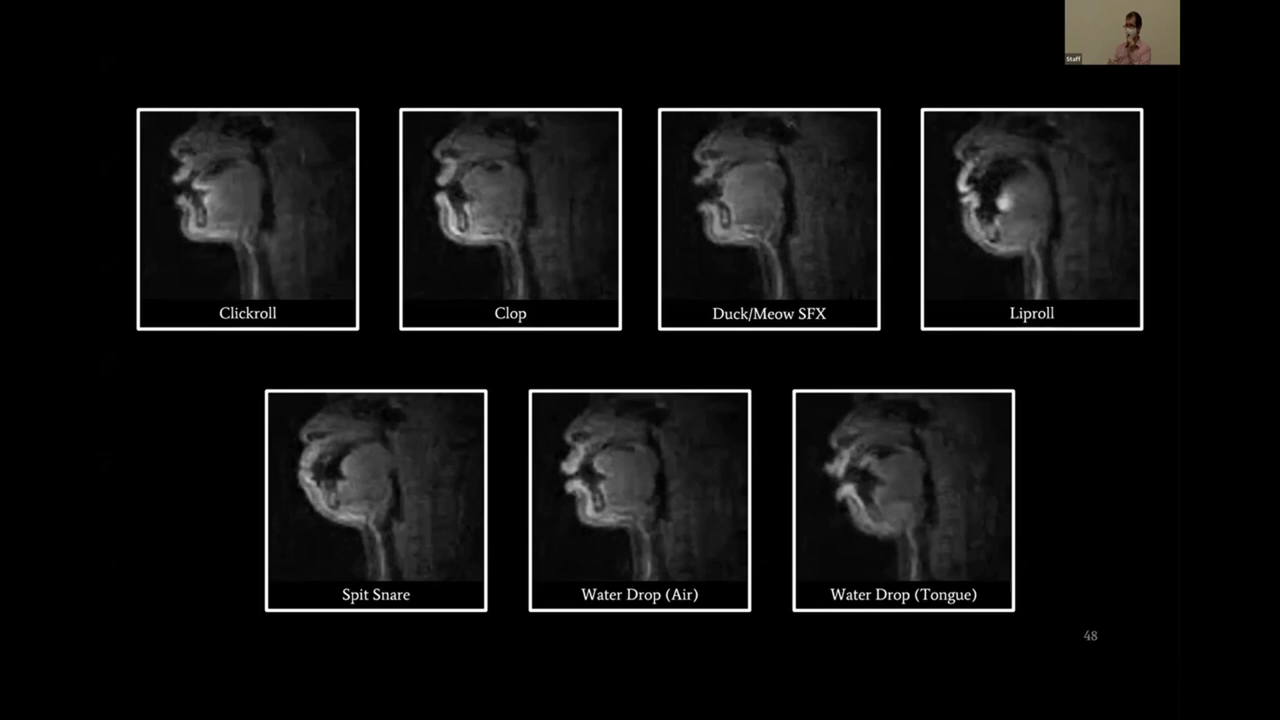 Staff
Clickroll
Clop
Duck/Meow SFX
Liproll
Spit Snare
Water Drop (Air)
Water Drop (Tongue)
48